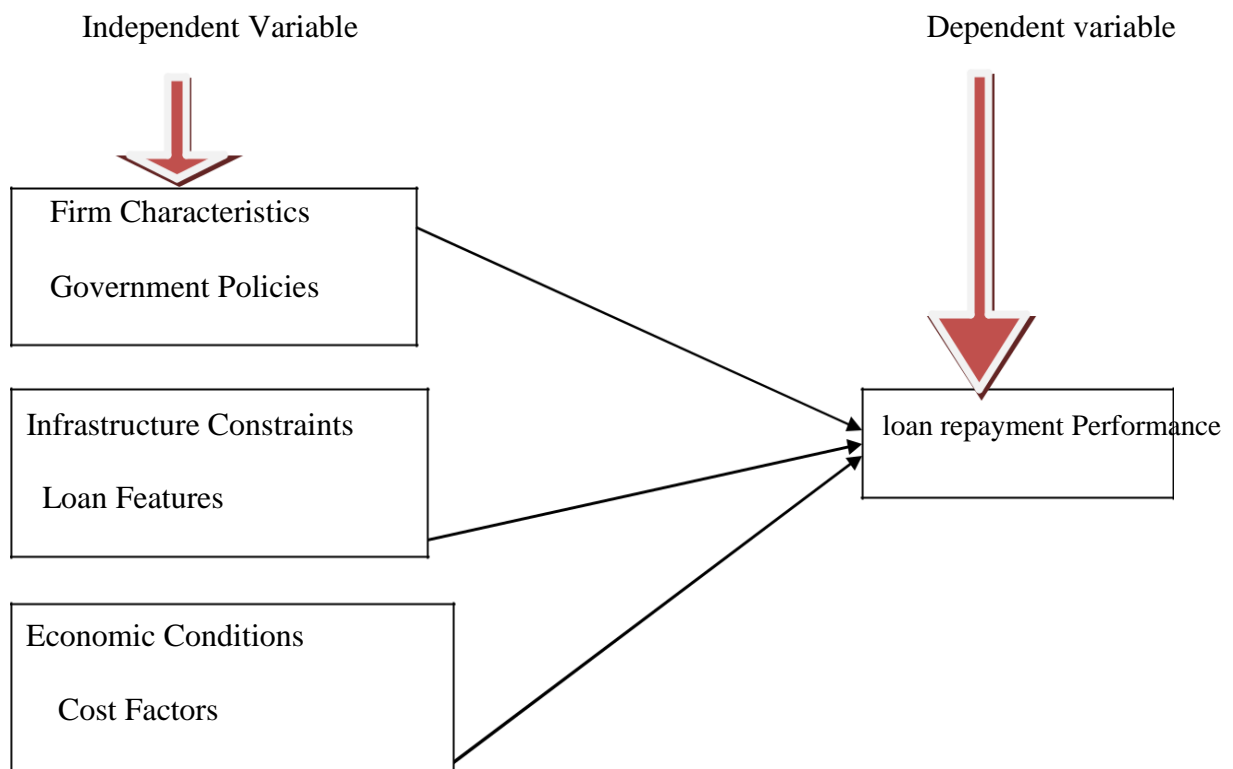 Independent Variable
Dependent variable
Firm Characteristics
Government Policies
Infrastructure Constraints
Loan Features
loan repayment Performance
Economic Conditions
Cost Factors